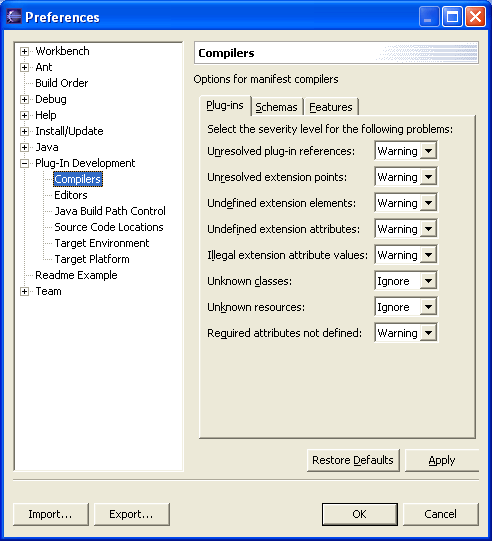 Preferences
Workbench
Ant
Build Order
Debug
Help
Install/Update
Java
Plug-In Development
Compilers
Editors
Java Build Path Control
Source Code Locations
Target Environment
Target Platform
Readme Example
Team
Compilers
Options for manifest compilers
Plug-ins Schemas Features
Select the severity level for the following problems:
Unresolved plug-in references: Warning
Unresolved extension points: Warning
Undefined extension elements: Warning
Undefined extension attributes: Warning
Illegal extension attribute values: Warning
Unknown classes: Ignore
Unknown resources: Ignore
Required attributes not defined: Warning
Restore Defaults Apply
Import... Export... OK Cancel